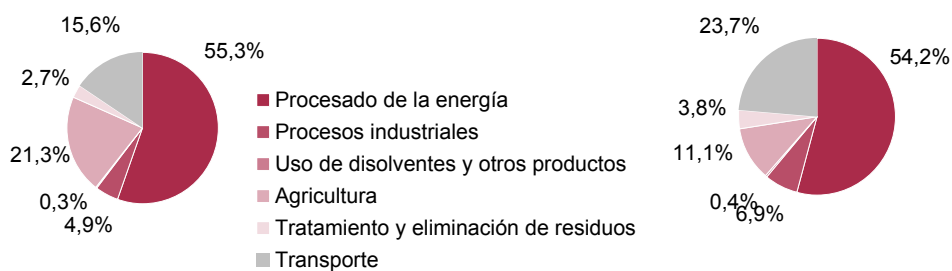 15,6%
55,3%
2,7%
21,3%
0,3%
4,9%
Procesado de la energía
Procesos industriales
Uso de disolventes y otros productos
Agricultura
Tratamiento y eliminación de residuos
Transporte
23,7%
54,2%
3,8%
11,1%
0,4%
6,9%